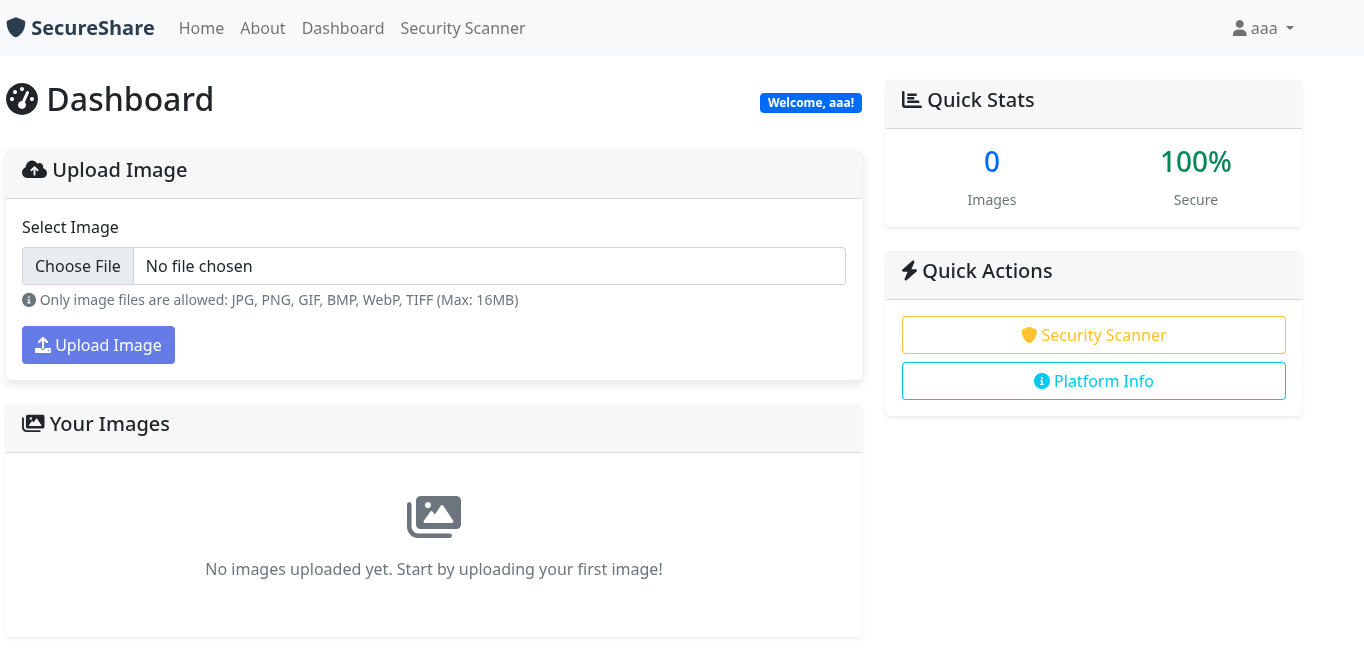 SecureShare Home About Dashboard Security Scanner aaa
Dashboard
Welcome, aaa!
Upload Image
Select Image
Choose File No file chosen
Only image files are allowed: JPG, PNG, GIF, BMP, WebP, TIFF (Max: 16MB)
Upload Image
Your Images
No images uploaded yet. Start by uploading your first image!
Quick Stats
0 100%
Images Secure
Quick Actions
Security Scanner
Platform Info